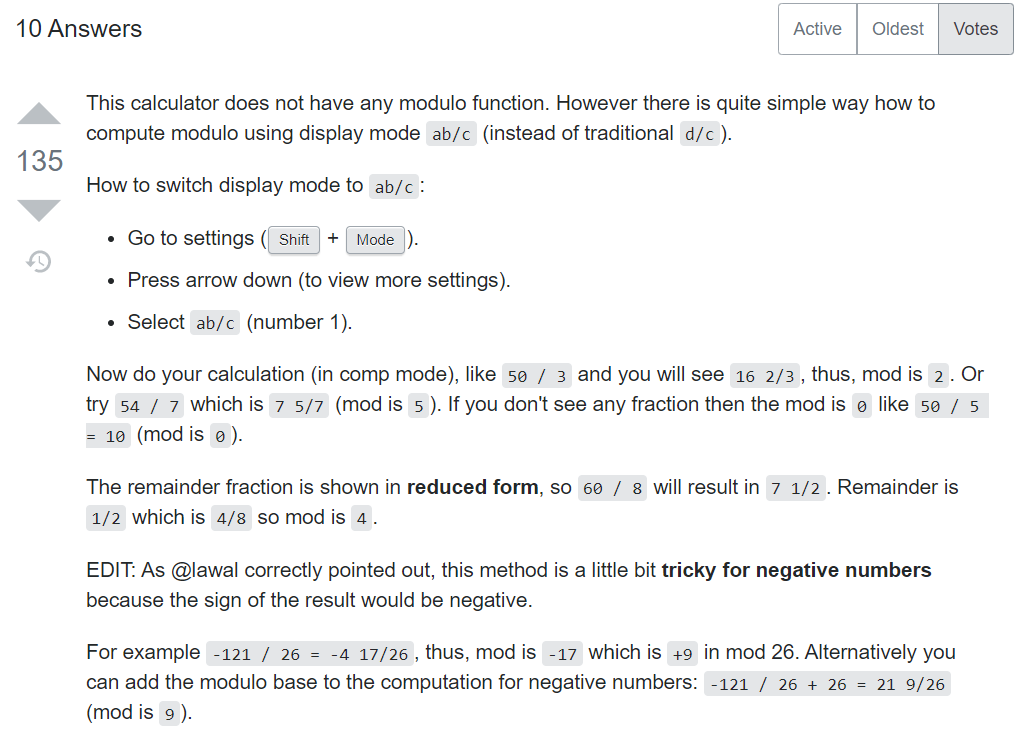 10 Answers
Active Oldest Votes
This calculator does not have any modulo function. However there is quite simple way how to
135
compute modulo using display mode ab/c (instead of traditional d/c).
How to switch display mode to ab/c:
• Go to settings (Shift + Mode).
• Press arrow down (to view more settings).
• Select ab/c (number 1).
Now do your calculation (in comp mode), like 50 / 3 and you will see 16 2/3, thus, mod is 2. Or
try 54 / 7 which is 7 5/7 (mod is 5). If you don't see any fraction then the mod is 0 like 50 / 5
= 10 (mod is 0).
The remainder fraction is shown in reduced form, so 60 / 8 will result in 7 1/2. Remainder is
1/2 which is 4/8 so mod is 4.
EDIT: As @lawal correctly pointed out, this method is a little bit tricky for negative numbers
because the sign of the result would be negative.
For example -121 / 26 = -4 17/26, thus, mod is -17 which is +9 in mod 26. Alternatively you
can add the modulo base to the computation for negative numbers: -121 / 26 + 26 = 21 9/26
(mod is 9).